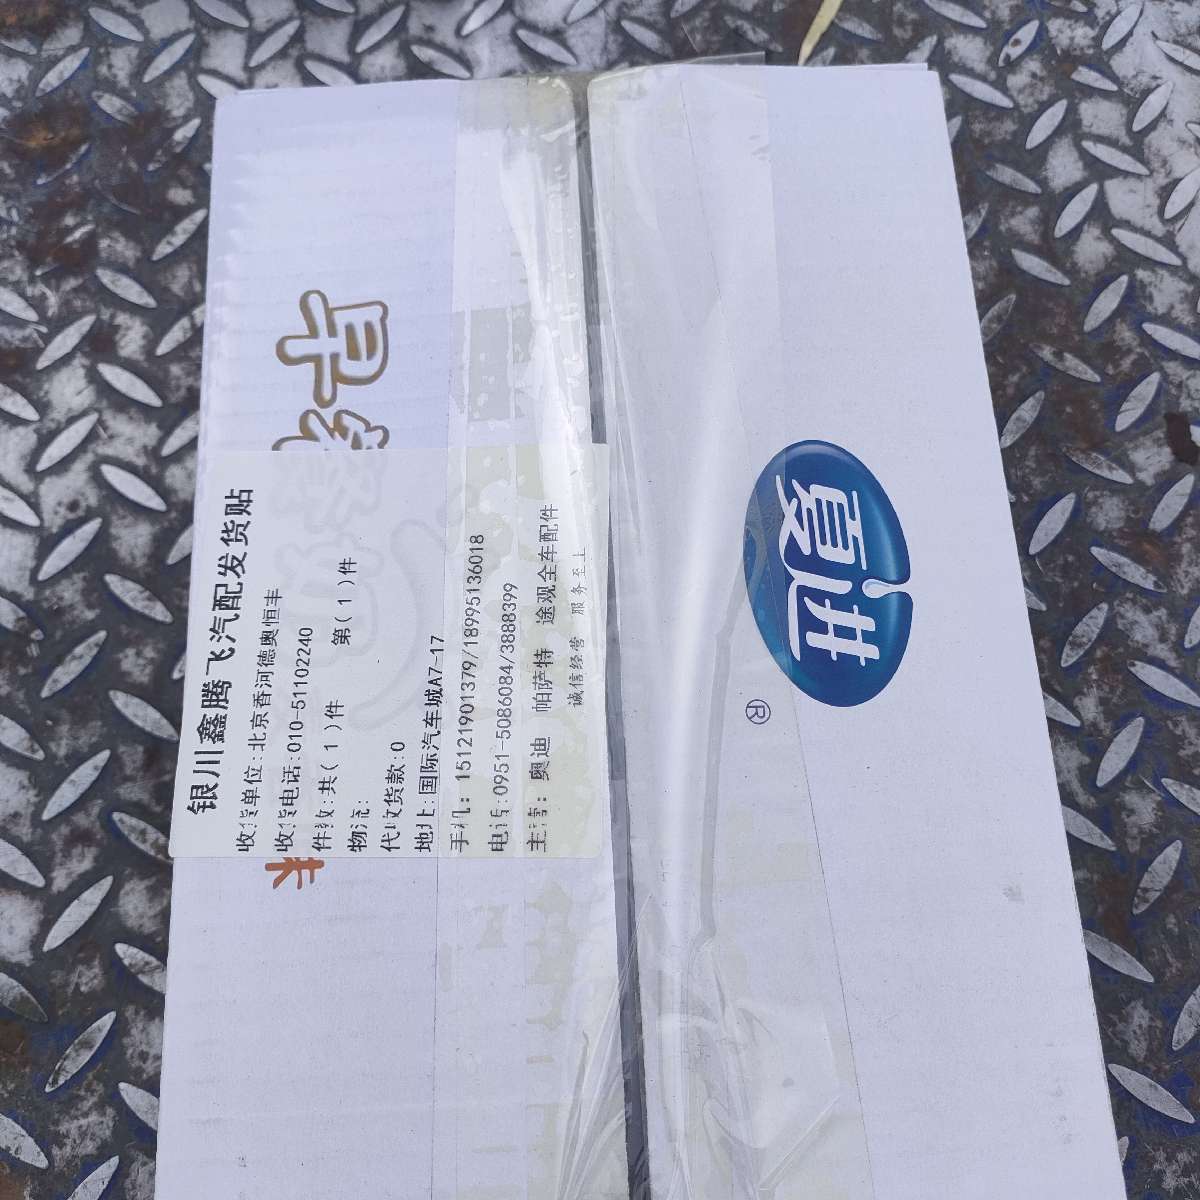 银川鑫腾飞汽配发货贴
收货单位:北京香河德奥恒丰
收货电话:010-51102240
件数:共(1)件 第(1)件
物流:
代收货款:0
地址:国际汽车城A7-17
手机:15121901379/18995136018
电话:0951-5086084/3888399
主营:奥迪 帕萨特 途观全车配件
诚信经营 服务至上
夏进
®